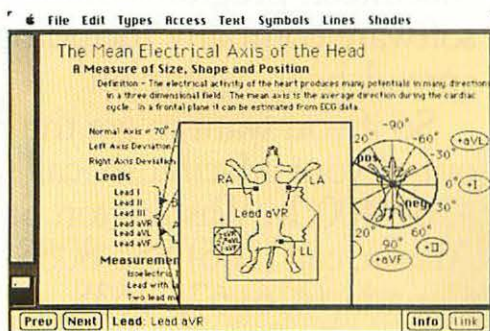 File Edit Types Access Text Symbols Lines Shades
The Mean Electrical Axis of the Head
A Measure of Size, Shape and Position
Definition - The electrical activity of the heart produces many potentials in many directions
in a three dimensional field. The mean axis is the average direction during the cardiac
cycle. In a frontal plane it can be estimated from ECG data.
Normal Axis = 70°
Left Axis Deviation
Right Axis Deviation
Leads
Lead I
Lead II
Lead III
Lead aVR
Lead aVL
Lead aVF
Measuremen
Isoelectric
Lead with
Two lead m
RA
LA
Lead aVR
LL
20°
-90°
-60°
+aVL
-30°
pos
0°
+I
neg
30°
20°
90°
60°
+aVF
+II
Prev Next Lead: Lead aVR Info Link